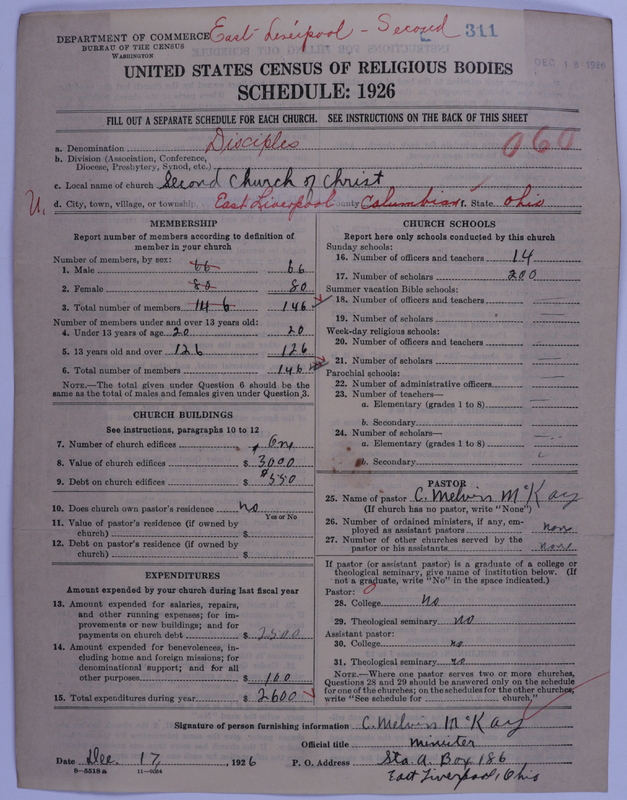 East Liverpool – Second
311
DEPARTMENT OF COMMERCE
BUREAU OF THE CENSUS
WASHINGTON
DEC 18 1926
UNITED STATES CENSUS OF RELIGIOUS BODIES
SCHEDULE: 1926
FILL OUT A SEPARATE SCHEDULE FOR EACH CHURCH. SEE INSTRUCTIONS ON THE BACK OF THIS SHEET
a. Denomination Disciples 060
b. Division (Association, Conference,
Diocese, Presbytery, Synod, etc.)
c. Local name of church Second Church of Christ
U. d. City, town, village, or township East Liverpool County Columbiana State Ohio
MEMBERSHIP
Report number of members according to definition of
member in your church
Number of members, by sex:
1. Male 66 66
2. Female 80 80
3. Total number of members 146 146
Number of members under and over 13 years old:
4. Under 13 years of age 20 20
5. 13 years old and over 126 126
6. Total number of members 146
NOTE.—The total given under Question 6 should be the
same as the total of males and females given under Question 3.
CHURCH BUILDINGS
See instructions, paragraphs 10 to 12
7. Number of church edifices One
8. Value of church edifices $ 3000
9. Debt on church edifices $ $550
10. Does church own pastor's residence no
Yes or No
11. Value of pastor's residence (if owned by
church) $
12. Debt on pastor's residence (if owned by
church) $
EXPENDITURES
Amount expended by your church during last fiscal year
13. Amount expended for salaries, repairs,
and other running expenses; for im-
provements or new buildings; and for
payments on church debt $ 2500
14. Amount expended for benevolences, in-
cluding home and foreign missions; for
denominational support; and for all
other purposes $ 100
15. Total expenditures during year $ 2600
CHURCH SCHOOLS
Report here only schools conducted by this church
Sunday schools:
16. Number of officers and teachers 14
17. Number of scholars 200
Summer vacation Bible schools:
18. Number of officers and teachers
19. Number of scholars
Week-day religious schools:
20. Number of officers and teachers
21. Number of scholars
Parochial schools:
22. Number of administrative officers
23. Number of teachers—
a. Elementary (grades 1 to 8)
b. Secondary
24. Number of scholars—
a. Elementary (grades 1 to 8)
b. Secondary
PASTOR
25. Name of pastor C. Melvin McKay
(If church has no pastor, write "None")
26. Number of ordained ministers, if any, em-
ployed as assistant pastors none
27. Number of other churches served by the
pastor or his assistants none
If pastor (or assistant pastor) is a graduate of a college or
theological seminary, give name of institution below. (If
not a graduate, write "No" in the space indicated.)
Pastor: 0
28. College no
29. Theological seminary no
Assistant pastor:
30. College no
31. Theological seminary no
NOTE.—Where one pastor serves two or more churches,
Questions 28 and 29 should be answered only on the schedule
for one of the churches; on the schedules for the other churches,
write "See schedule for church."
Signature of person furnishing information C. Melvin McKay
Official title minister
Date Dec. 17, 1926 P. O. Address Sta. A. Box 186
8—5518a 11—9064 East Liverpool, Ohio